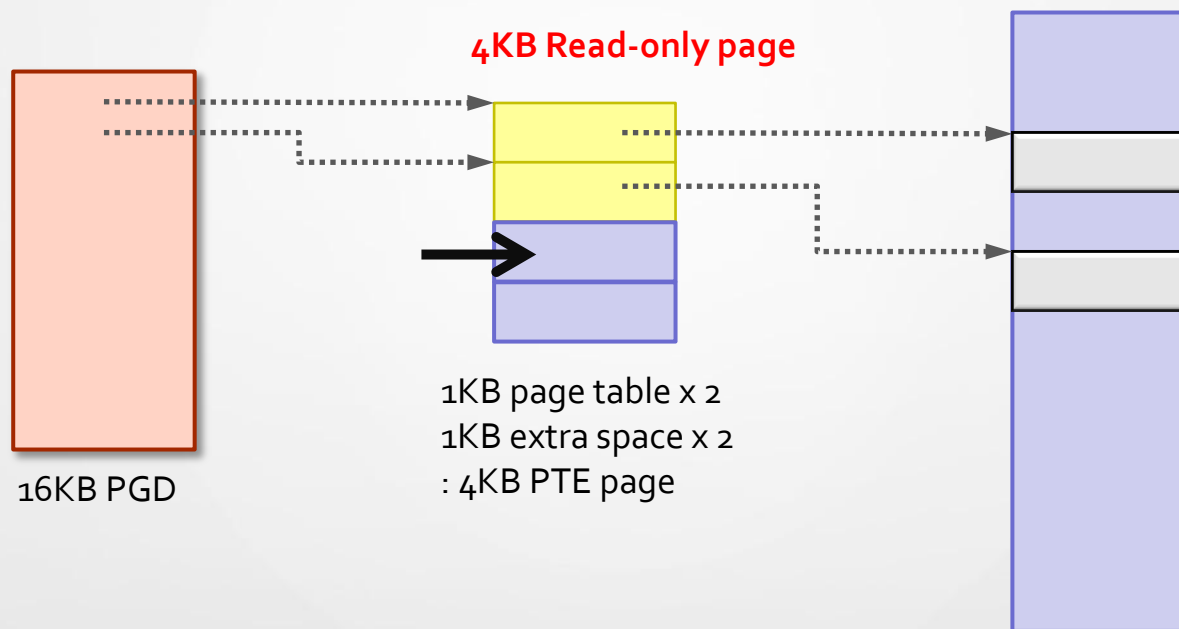 4KB Read-only page
16KB PGD
1KB page table x 2
1KB extra space x 2
: 4KB PTE page